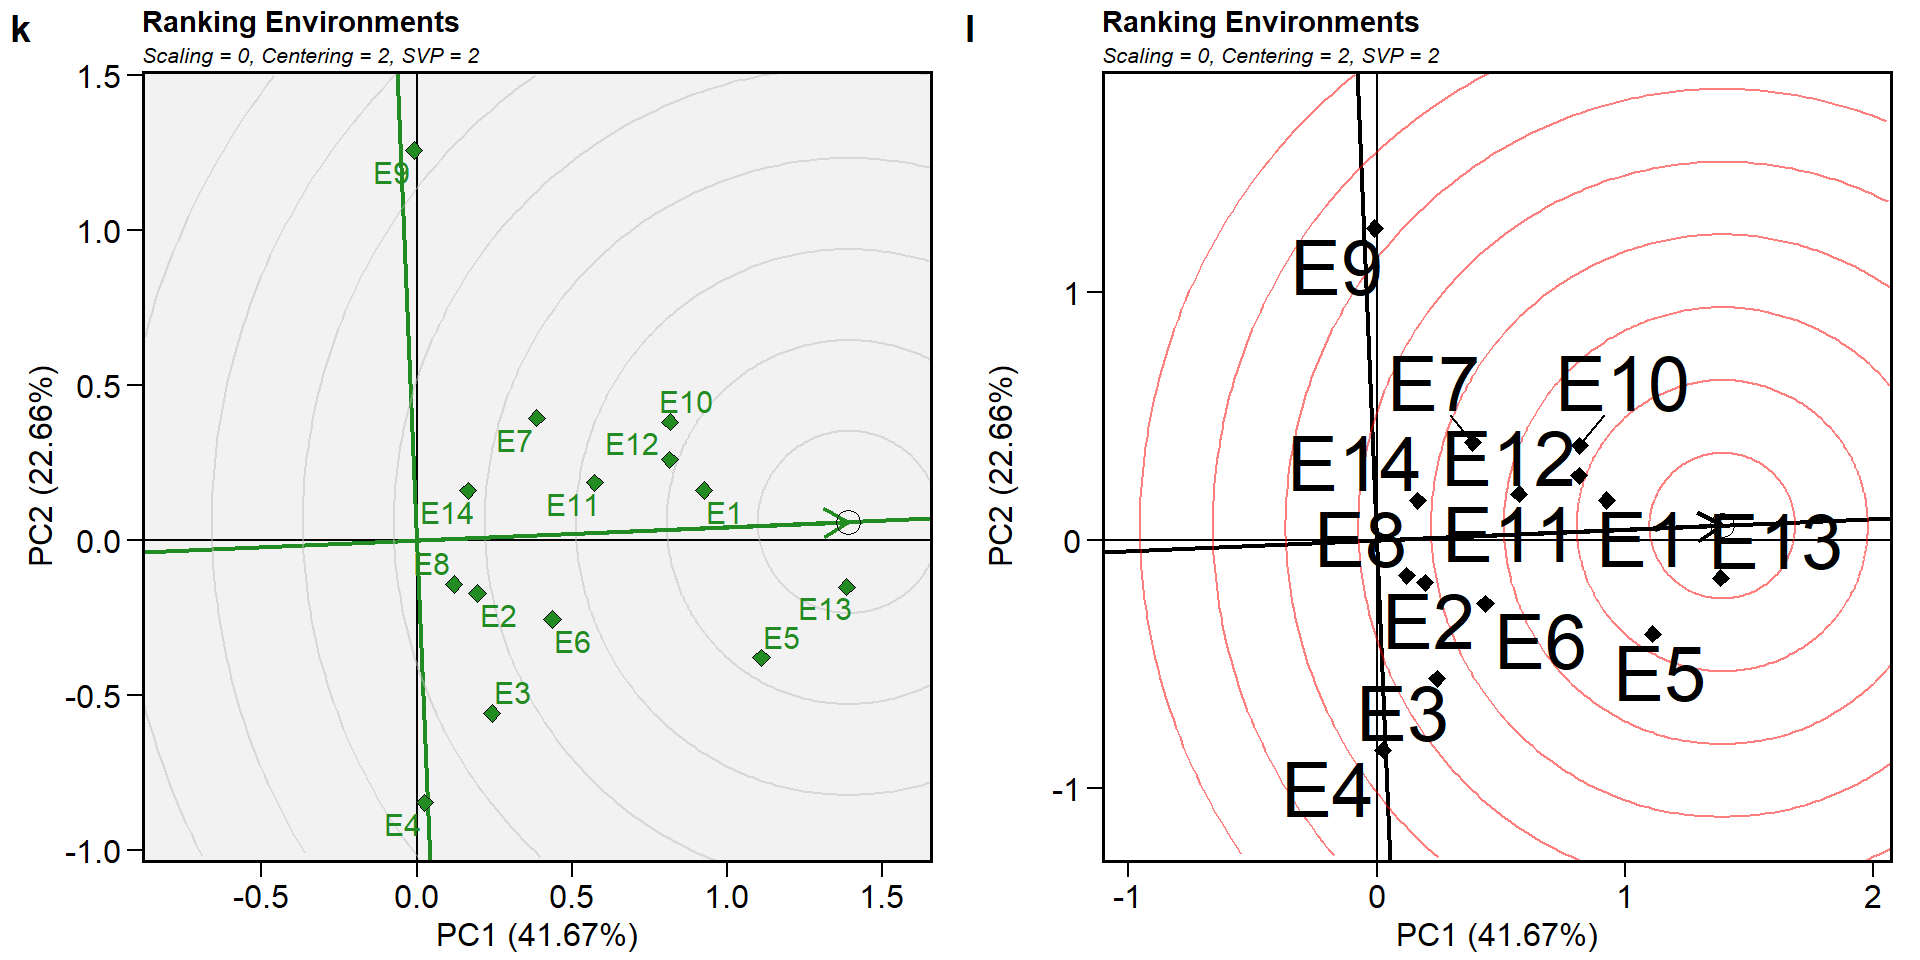 k
Ranking Environments
Scaling = 0, Centering = 2, SVP = 2
1.5
1.0
0.5
0.0
-0.5
-1.0
PC2 (22.66%)
E9
E10
E7
E12
E11
E14
E1
E8
E2
E13
E6
E5
E3
E4
-0.5
0.0
0.5
1.0
1.5
PC1 (41.67%)
l
Ranking Environments
Scaling = 0, Centering = 2, SVP = 2
1
0
-1
PC2 (22.66%)
E9
E7
E10
E14
E12
E8
E11
E1
E13
E2
E6
E5
E3
E4
-1
0
1
2
PC1 (41.67%)